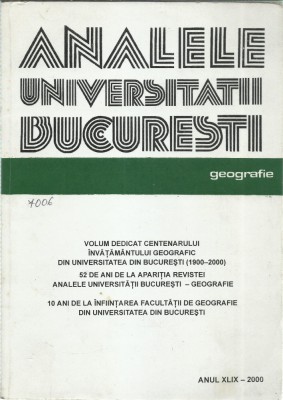 ANALELE
UNIVERSITATII
BUCURESTI
geografie
7006
VOLUM DEDICAT CENTENARULUI
ÎNVĂŢĂMÂNTULUI GEOGRAFIC
DIN UNIVERSITATEA DIN BUCUREŞTI (1900–2000)
52 DE ANI DE LA APARIŢIA REVISTEI
ANALELE UNIVERSITĂŢII BUCUREŞTI – GEOGRAFIE
10 ANI DE LA ÎNFIINŢAREA FACULTĂŢII DE GEOGRAFIE
DIN UNIVERSITATEA DIN BUCUREŞTI
ANUL XLIX – 2000